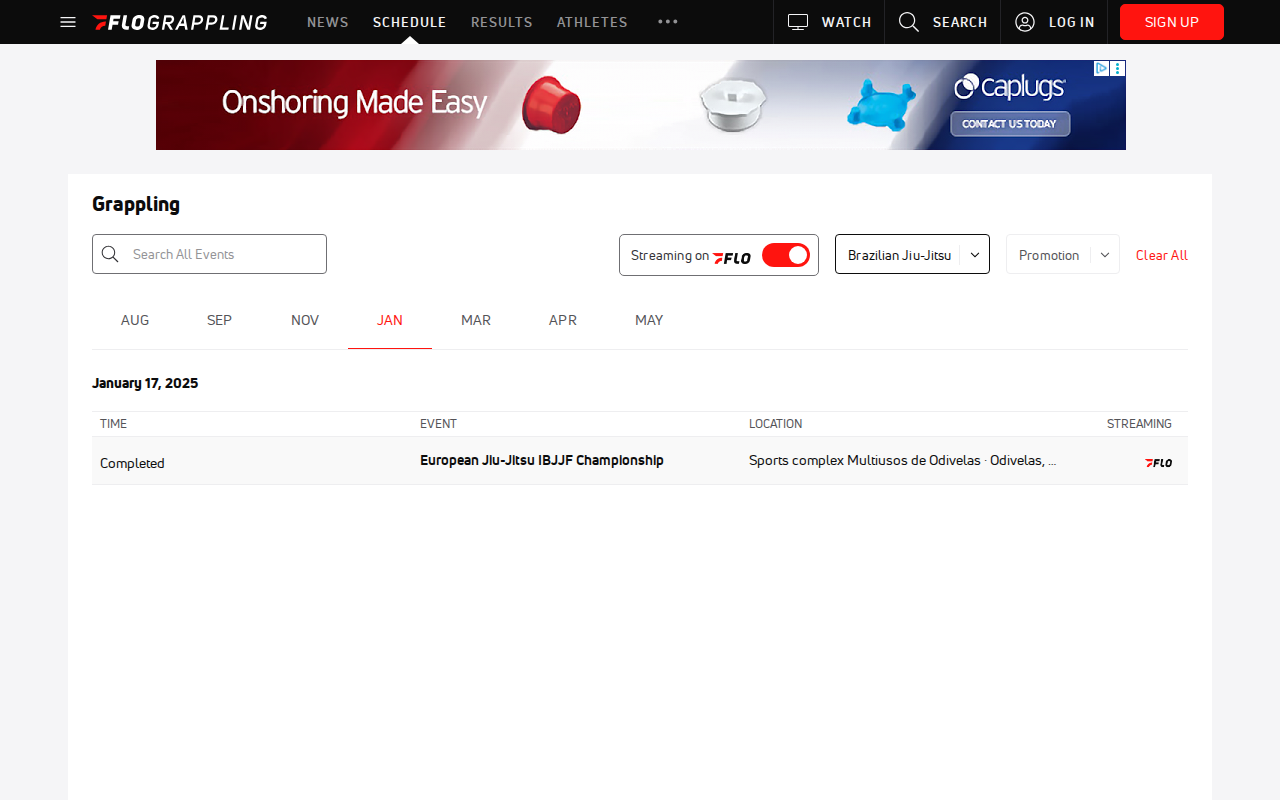 FLOGRAPPLING NEWS SCHEDULE RESULTS ATHLETES WATCH SEARCH LOG IN SIGN UP
Onshoring Made Easy
Caplugs
CONTACT US TODAY
Grappling
Search All Events
Streaming on FLO
Brazilian Jiu-Jitsu
Promotion
Clear All
AUG SEP NOV JAN MAR APR MAY
January 17, 2025
TIME EVENT LOCATION STREAMING
Completed European Jiu-Jitsu IBJJF Championship Sports complex Multiusos de Odivelas · Odivelas, ... FLO